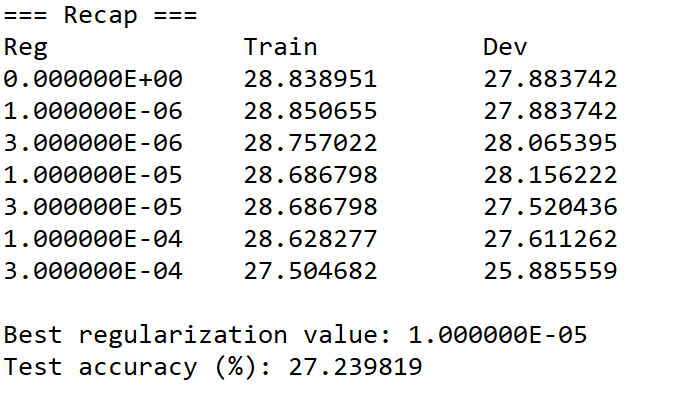 === Recap ===
Reg Train Dev
0.000000E+00 28.838951 27.883742
1.000000E-06 28.850655 27.883742
3.000000E-06 28.757022 28.065395
1.000000E-05 28.686798 28.156222
3.000000E-05 28.686798 27.520436
1.000000E-04 28.628277 27.611262
3.000000E-04 27.504682 25.885559
Best regularization value: 1.000000E-05
Test accuracy (%): 27.239819